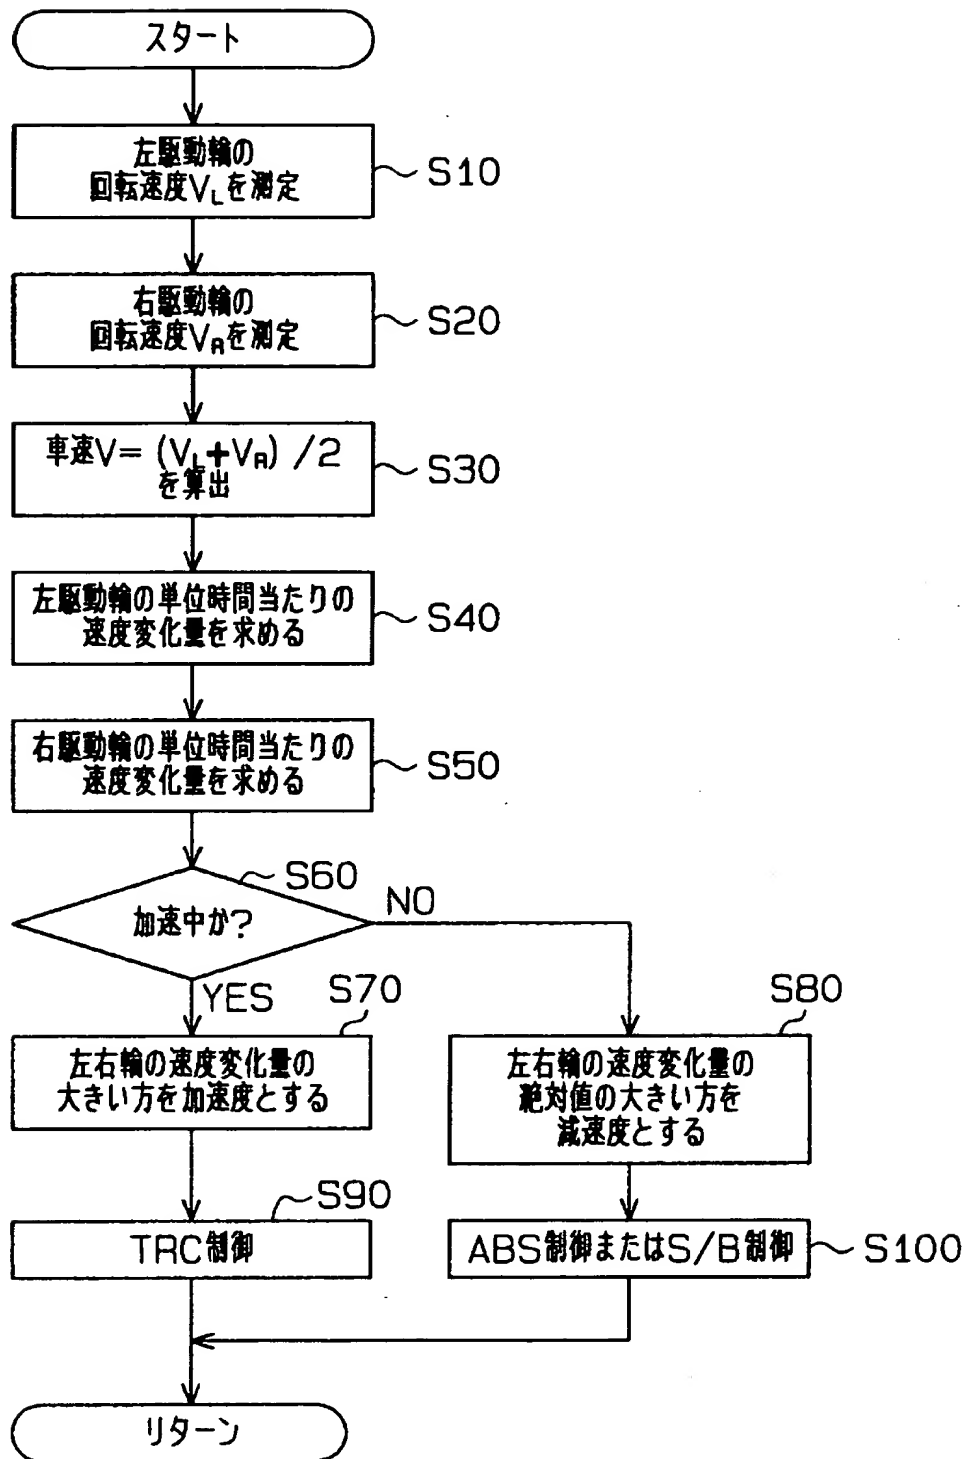 スタート
左駆動輪の
回転速度VLを測定
S10
右駆動輪の
回転速度VRを測定
S20
車速V=(VL+VR)/2
を算出
S30
左駆動輪の単位時間当たりの
速度変化量を求める
S40
右駆動輪の単位時間当たりの
速度変化量を求める
S50
S60
加速中か?
NO
YES
S70
左右輪の速度変化量の
大きい方を加速度とする
S80
左右輪の速度変化量の
絶対値の大きい方を
減速度とする
S90
TRC制御
ABS制御またはS/B制御
S100
リターン